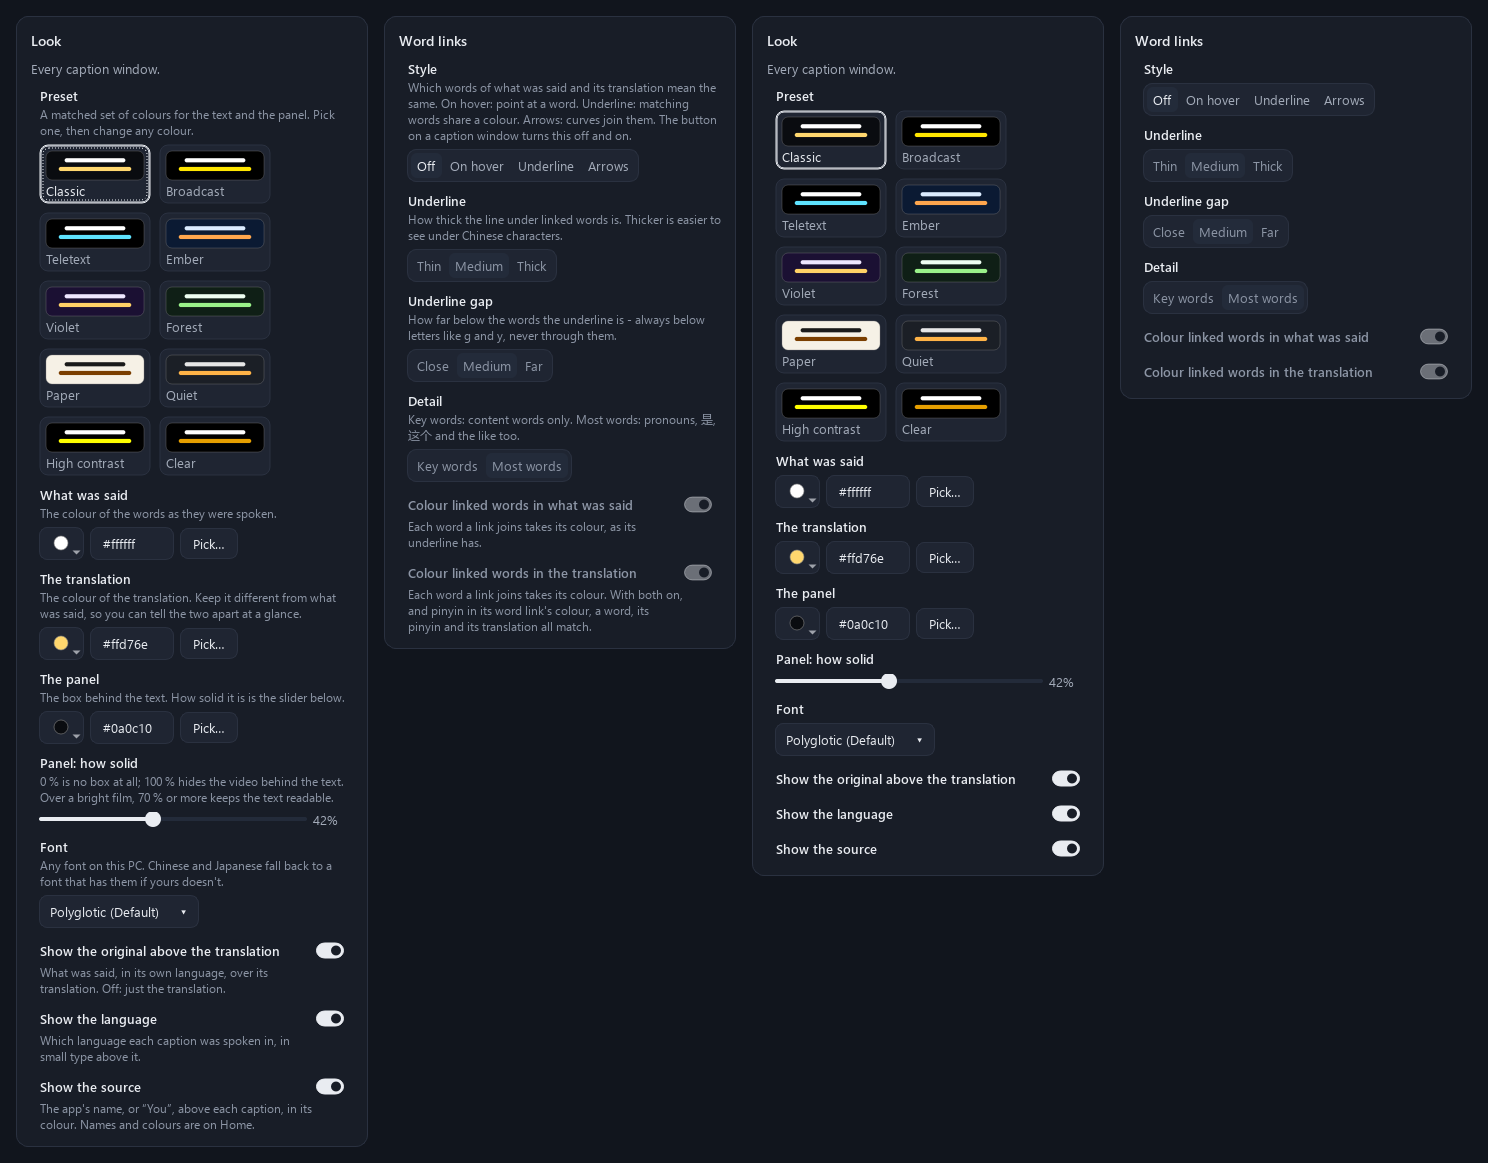 Look
Every caption window.
Preset
A matched set of colours for the text and the panel. Pick
one, then change any colour.
Classic
Broadcast
Teletext
Ember
Violet
Forest
Paper
Quiet
High contrast
Clear
What was said
The colour of the words as they were spoken.
#ffffff
Pick...
The translation
The colour of the translation. Keep it different from what
was said, so you can tell the two apart at a glance.
#ffd76e
Pick...
The panel
The box behind the text. How solid it is is the slider below.
#0a0c10
Pick...
Panel: how solid
0 % is no box at all; 100 % hides the video behind the text.
Over a bright film, 70 % or more keeps the text readable.
42%
Font
Any font on this PC. Chinese and Japanese fall back to a
font that has them if yours doesn't.
Polyglotic (Default)
Show the original above the translation
What was said, in its own language, over its
translation. Off: just the translation.
Show the language
Which language each caption was spoken in, in
small type above it.
Show the source
The app's name, or “You”, above each caption, in its
colour. Names and colours are on Home.
Word links
Style
Which words of what was said and its translation mean the
same. On hover: point at a word. Underline: matching
words share a colour. Arrows: curves join them. The button
on a caption window turns this off and on.
Off On hover Underline Arrows
Underline
How thick the line under linked words is. Thicker is easier to
see under Chinese characters.
Thin Medium Thick
Underline gap
How far below the words the underline is - always below
letters like g and y, never through them.
Close Medium Far
Detail
Key words: content words only. Most words: pronouns, 是,
这个 and the like too.
Key words Most words
Colour linked words in what was said
Each word a link joins takes its colour, as its
underline has.
Colour linked words in the translation
Each word a link joins takes its colour. With both on,
and pinyin in its word link's colour, a word, its
pinyin and its translation all match.
Look
Every caption window.
Preset
Classic
Broadcast
Teletext
Ember
Violet
Forest
Paper
Quiet
High contrast
Clear
What was said
#ffffff
Pick...
The translation
#ffd76e
Pick...
The panel
#0a0c10
Pick...
Panel: how solid
42%
Font
Polyglotic (Default)
Show the original above the translation
Show the language
Show the source
Word links
Style
Off On hover Underline Arrows
Underline
Thin Medium Thick
Underline gap
Close Medium Far
Detail
Key words Most words
Colour linked words in what was said
Colour linked words in the translation